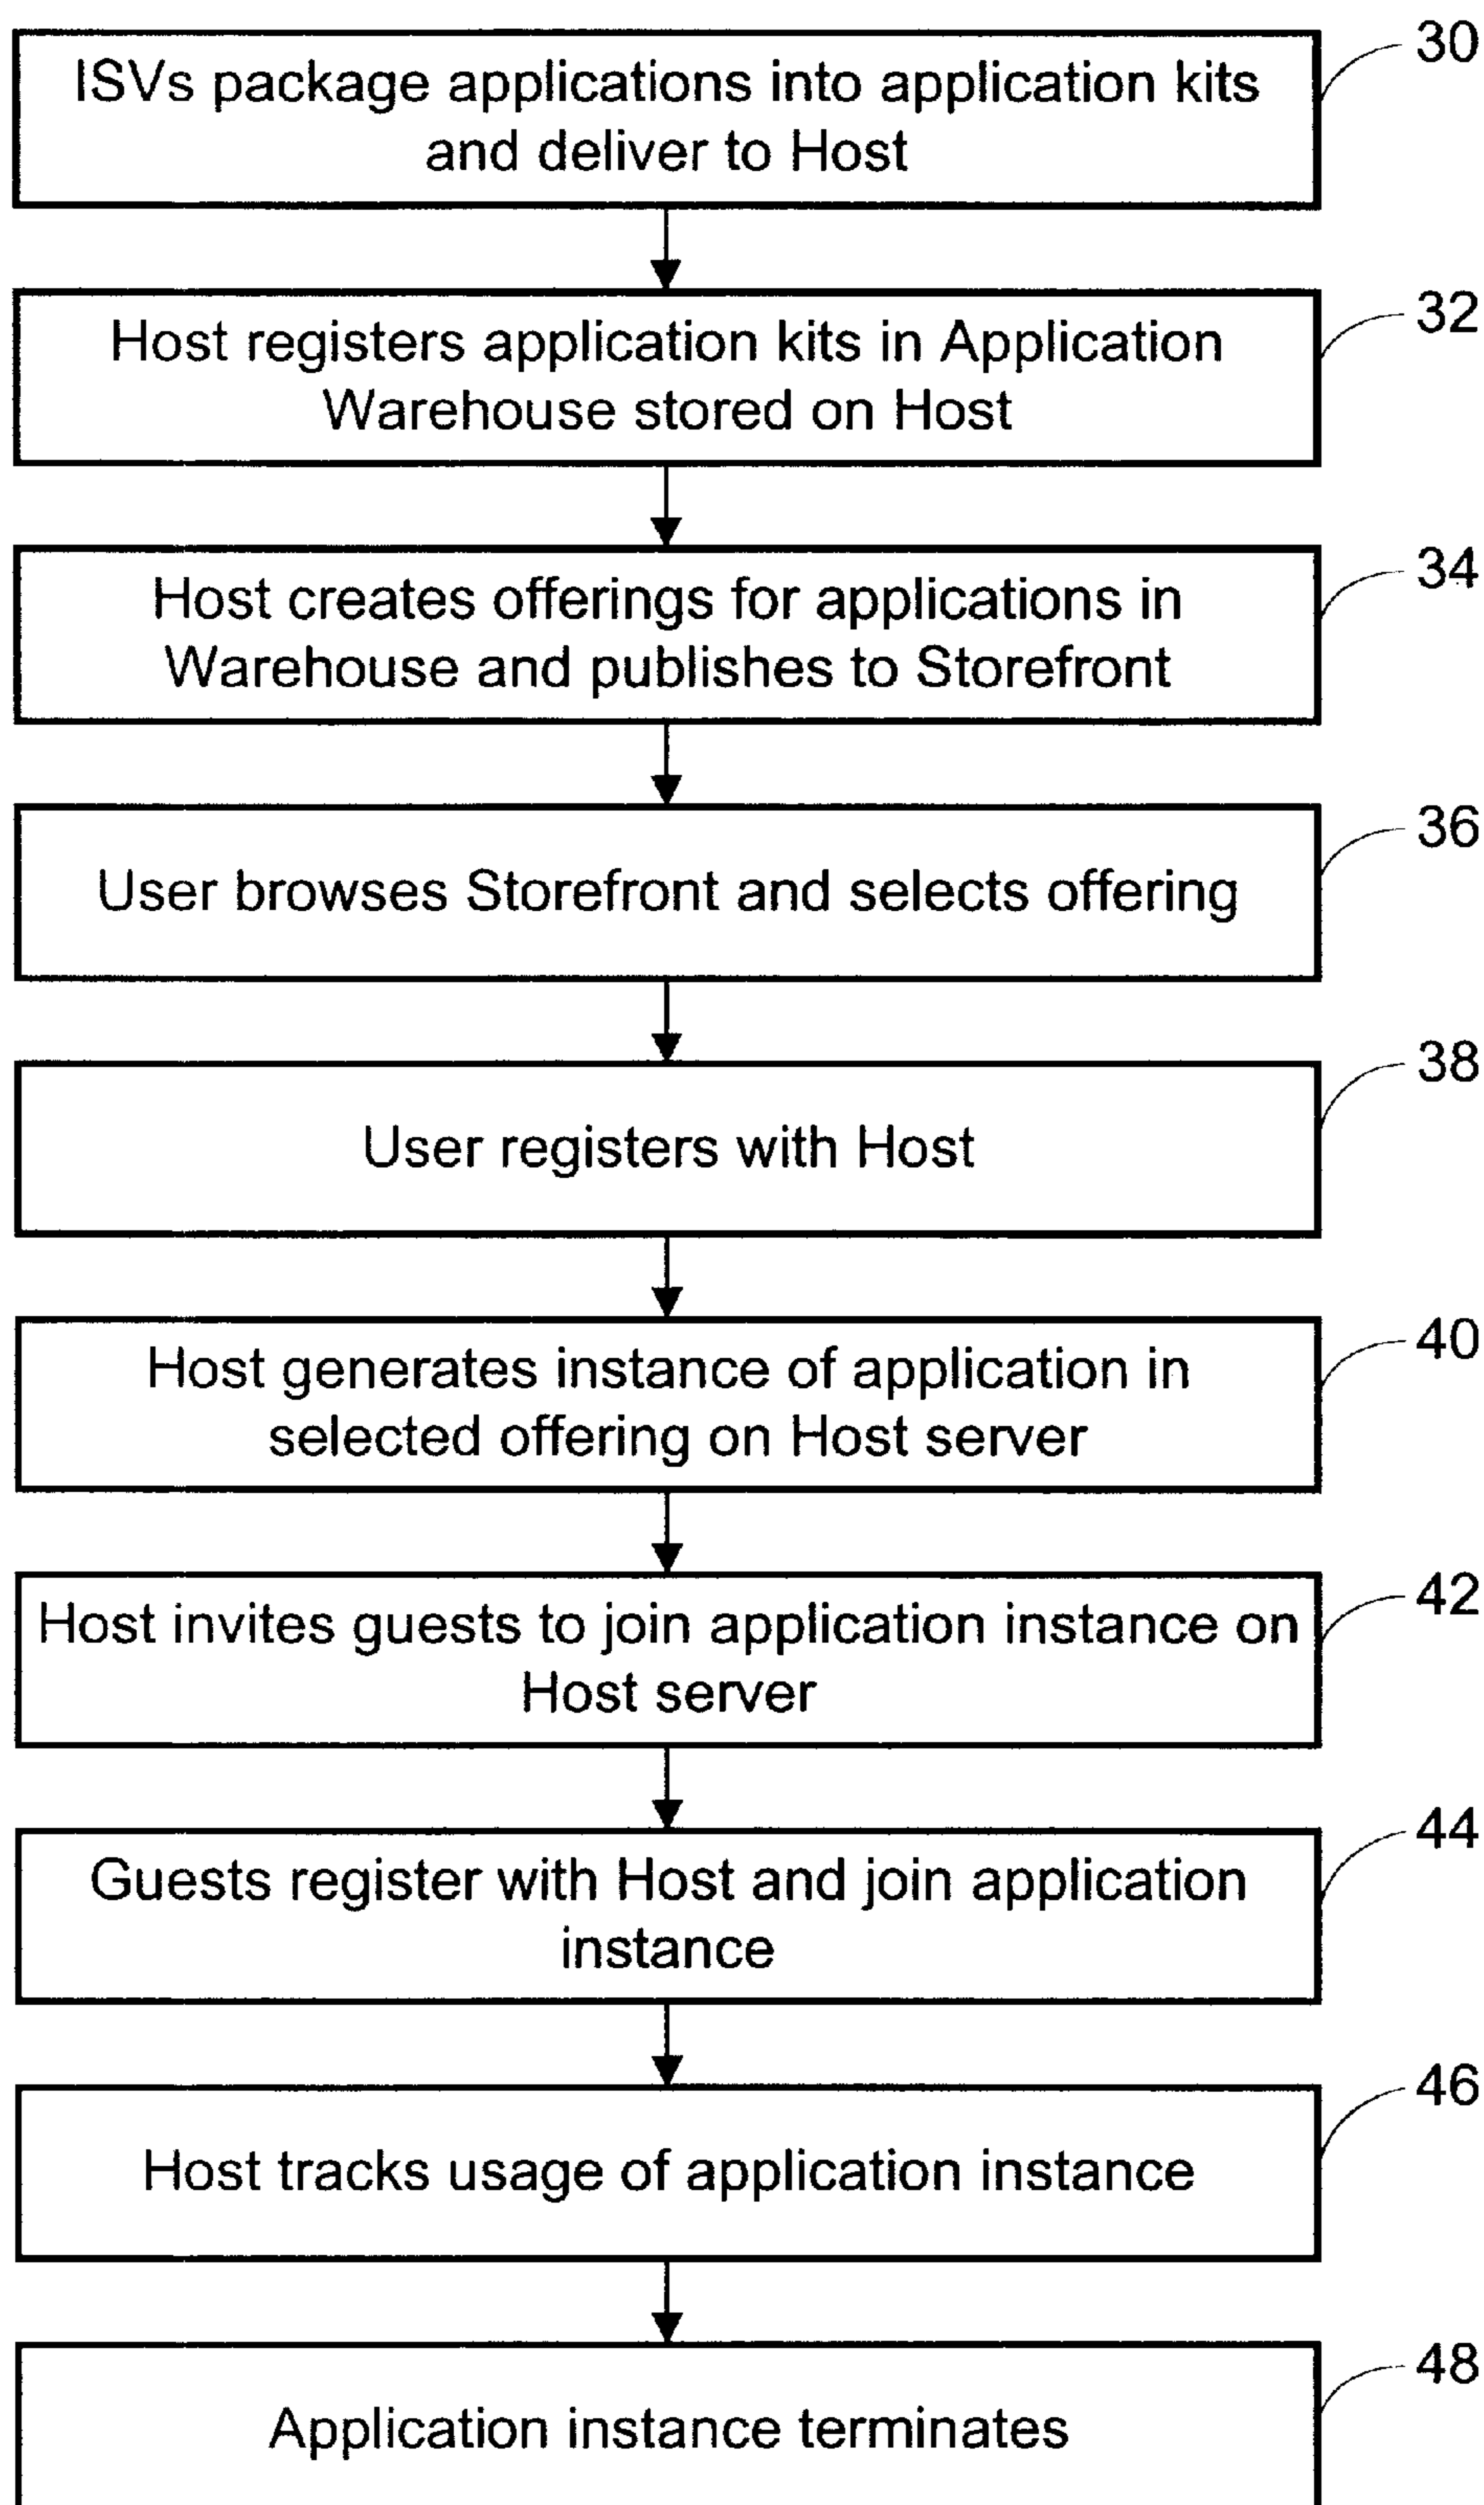 30
ISVs package applications into application kits
and deliver to Host
32
Host registers application kits in Application
Warehouse stored on Host
34
Host creates offerings for applications in
Warehouse and publishes to Storefront
36
User browses Storefront and selects offering
38
User registers with Host
40
Host generates instance of application in
selected offering on Host server
42
Host invites guests to join application instance on
Host server
44
Guests register with Host and join application
instance
46
Host tracks usage of application instance
48
Application instance terminates